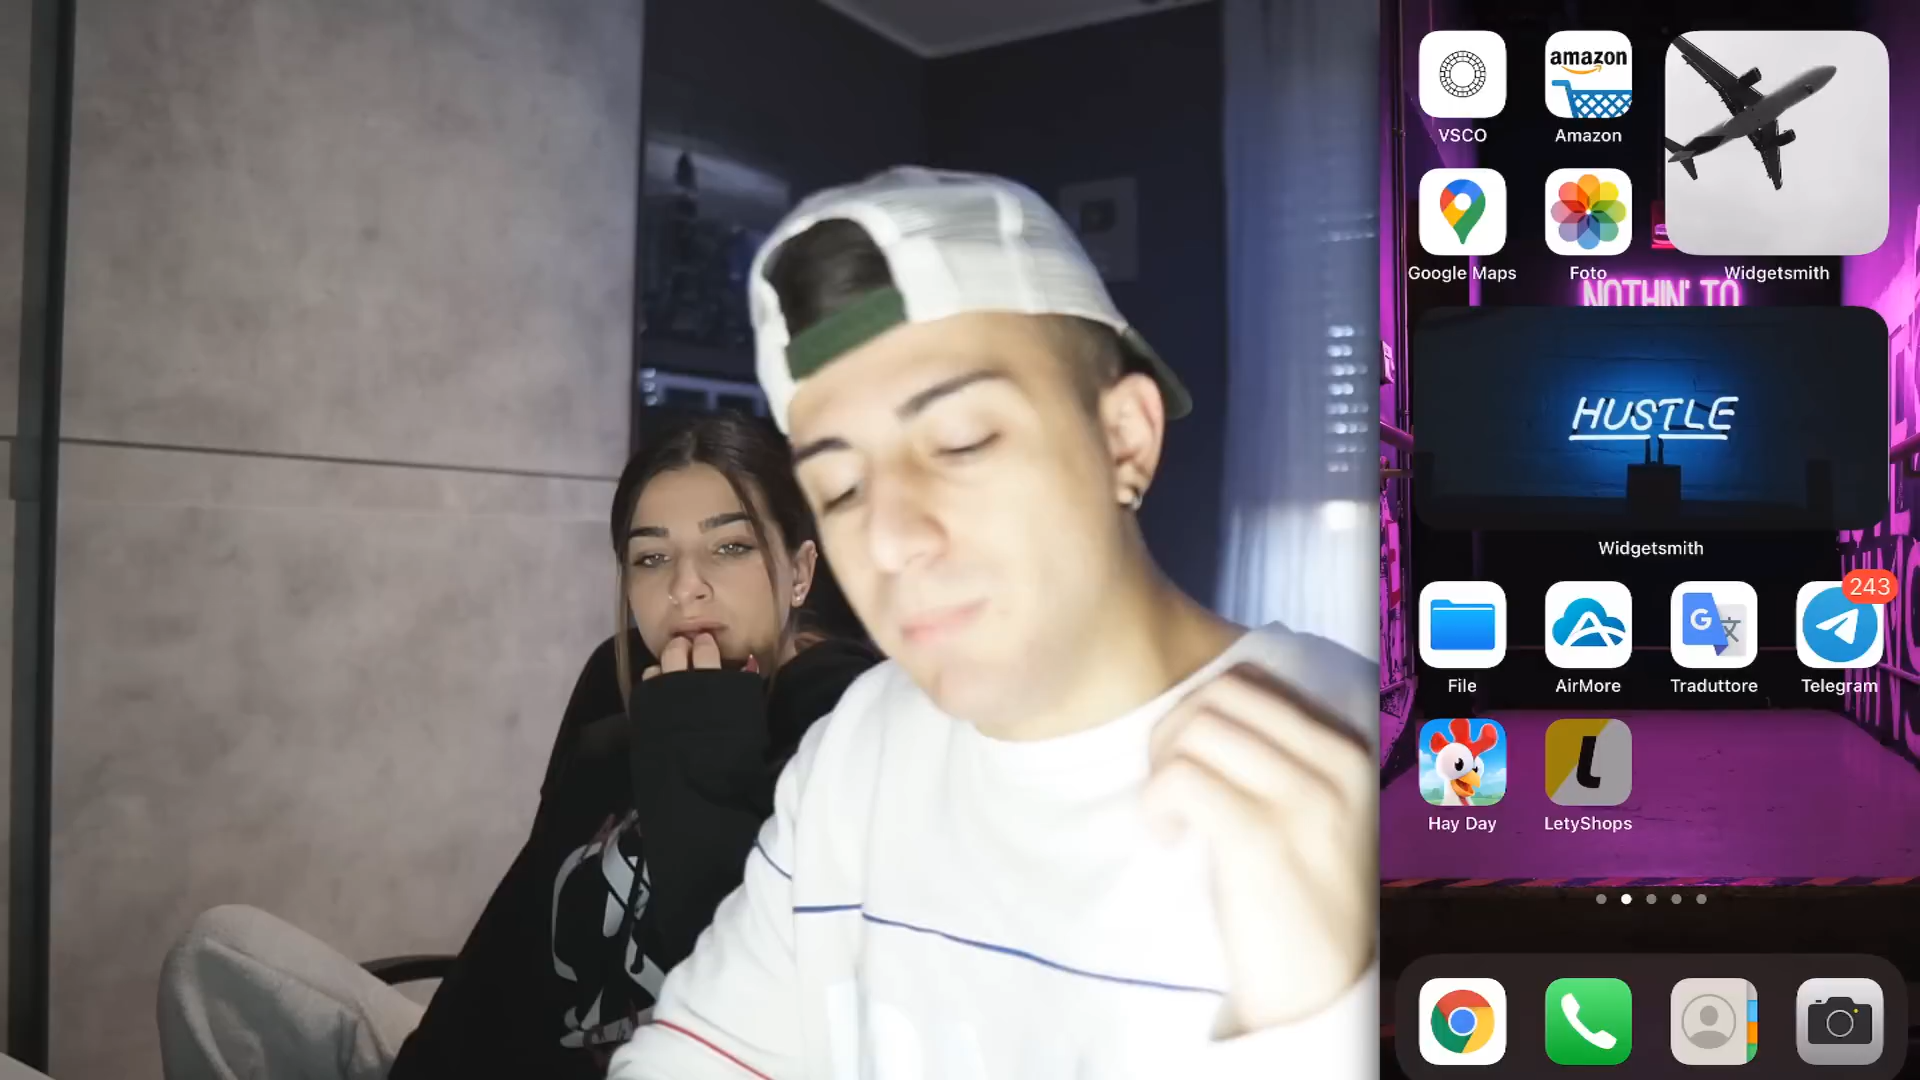 amazon
VSCO
Amazon
Google Maps
Foto
Widgetsmith
NOTHIN' TO
HUSTLE
Widgetsmith
243
File
AirMore
Traduttore
Telegram
Hay Day
LetyShops